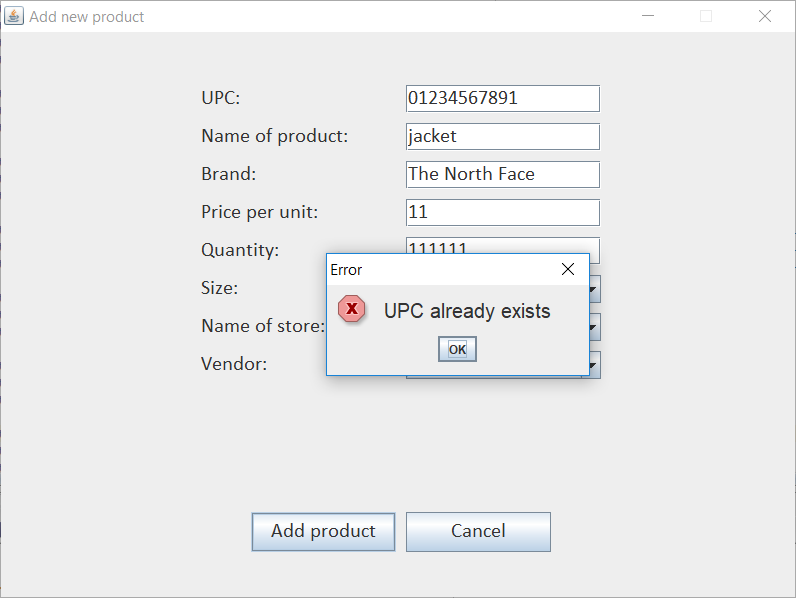 Add new product
UPC: 01234567891
Name of product: jacket
Brand: The North Face
Price per unit: 11
Quantity: 111111
Size:
Name of store:
Vendor:
Error
X
UPC already exists
OK
Add product Cancel